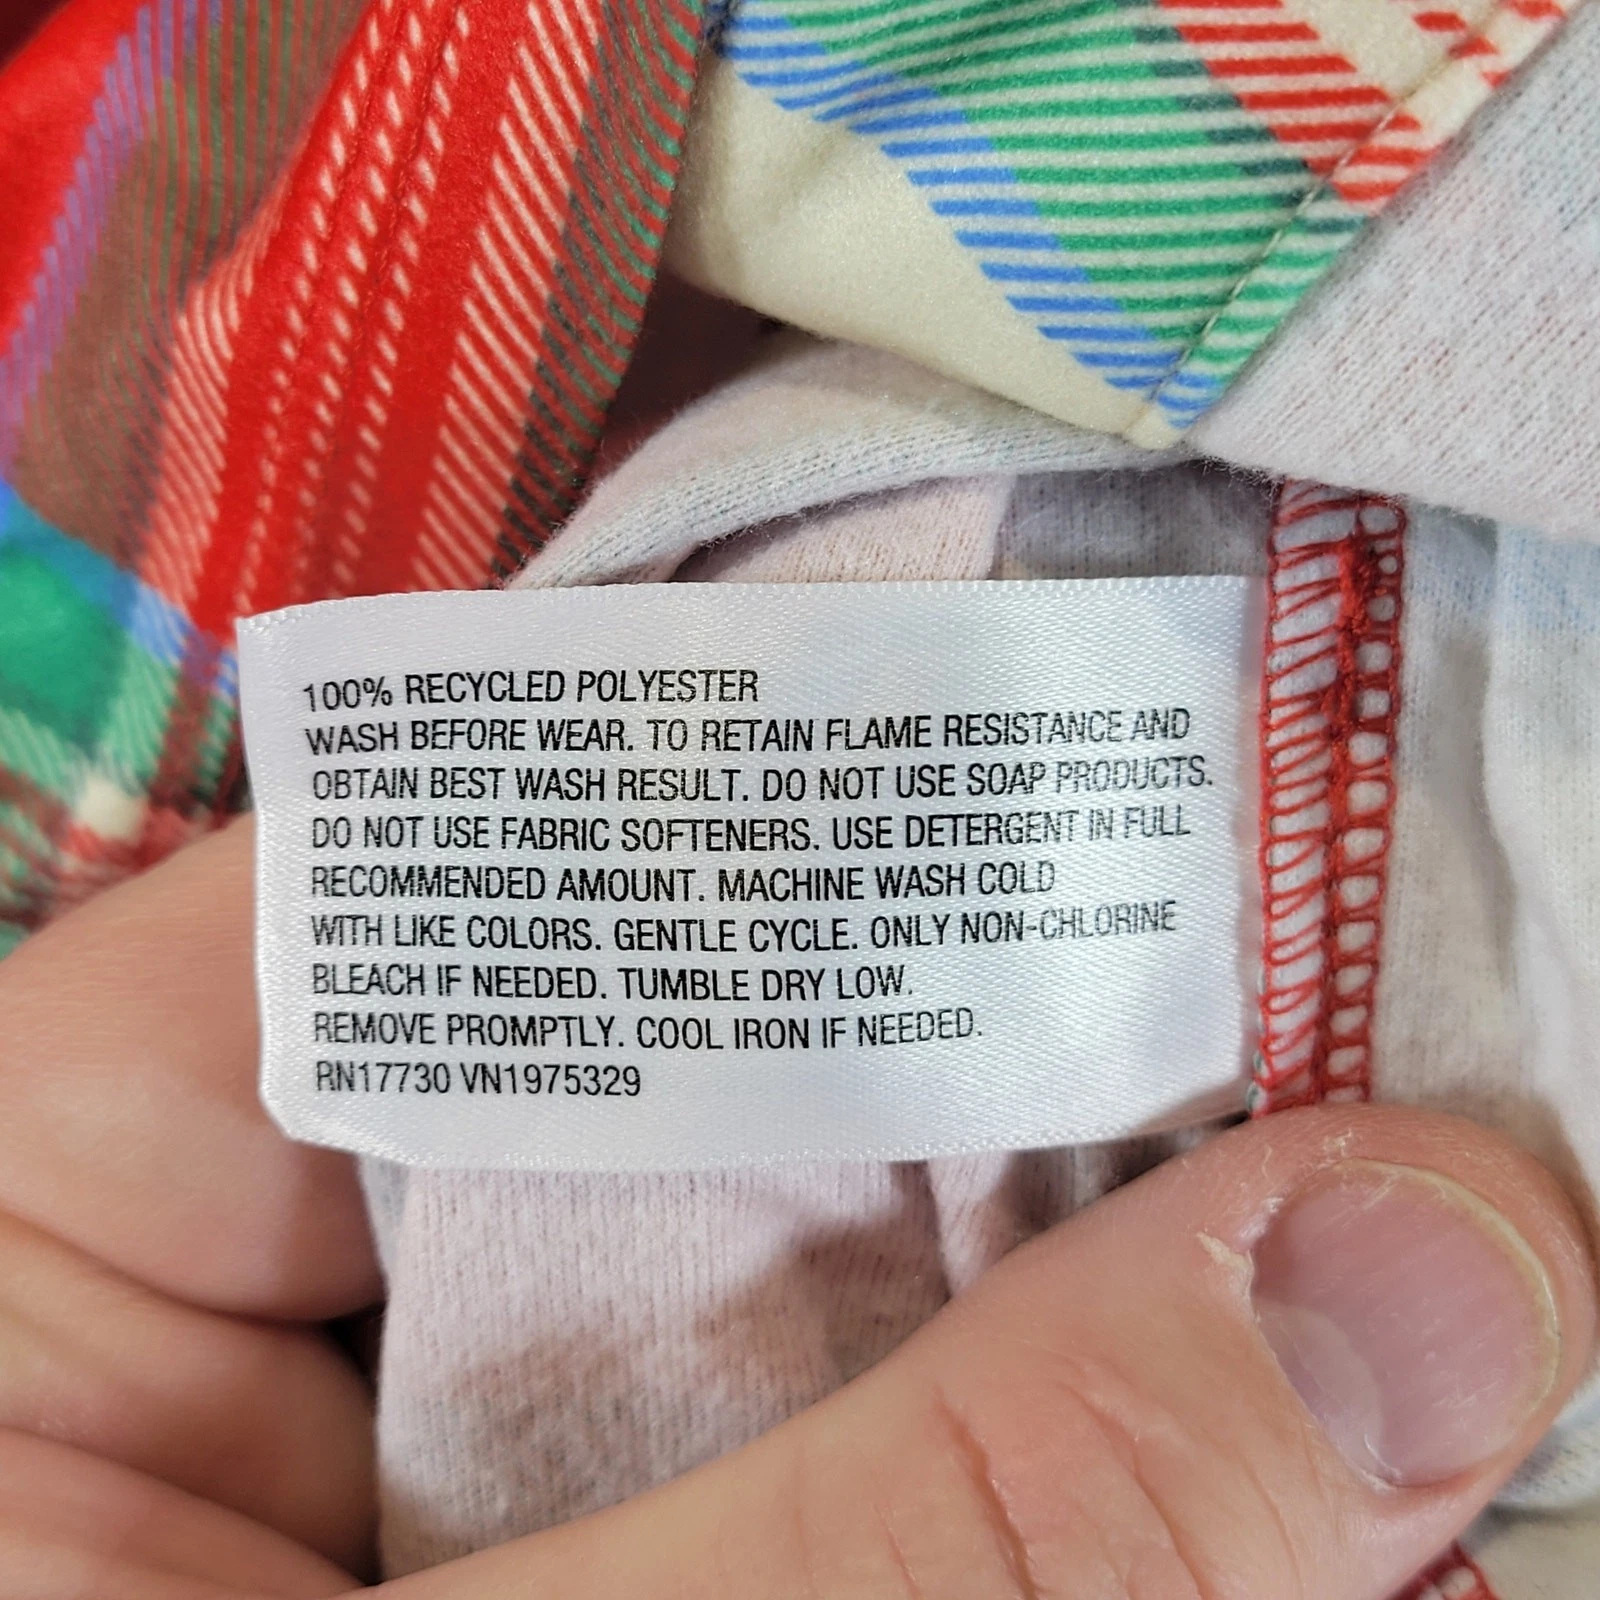 100% RECYCLED POLYESTER
WASH BEFORE WEAR. TO RETAIN FLAME RESISTANCE AND
OBTAIN BEST WASH RESULT. DO NOT USE SOAP PRODUCTS.
DO NOT USE FABRIC SOFTENERS. USE DETERGENT IN FULL
RECOMMENDED AMOUNT. MACHINE WASH COLD
WITH LIKE COLORS. GENTLE CYCLE. ONLY NON-CHLORINE
BLEACH IF NEEDED. TUMBLE DRY LOW.
REMOVE PROMPTLY. COOL IRON IF NEEDED.
RN17730 VN1975329